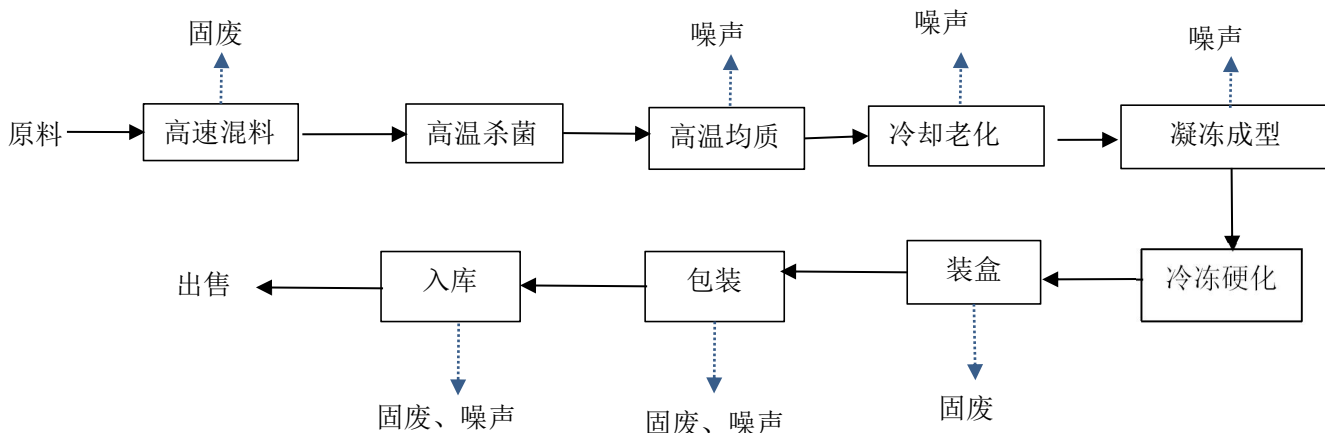 固废
噪声
噪声
噪声
原料
高速混料
高温杀菌
高温均质
冷却老化
凝冻成型
出售
入库
包装
装盒
冷冻硬化
固废、噪声
固废、噪声
固废